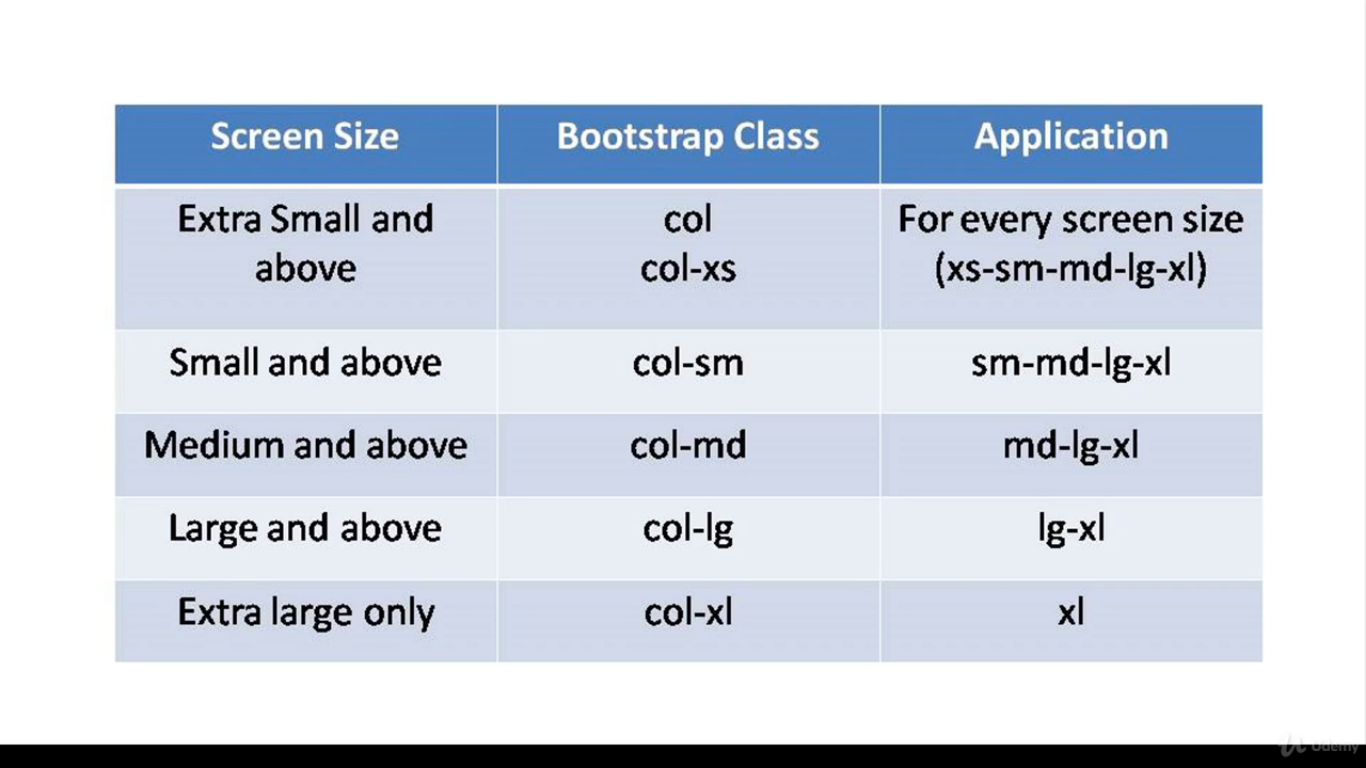 Screen Size Bootstrap Class Application
Extra Small and above col col-xs For every screen size (xs-sm-md-lg-xl)
Small and above col-sm sm-md-lg-xl
Medium and above col-md md-lg-xl
Large and above col-lg lg-xl
Extra large only col-xl xl
Udemy